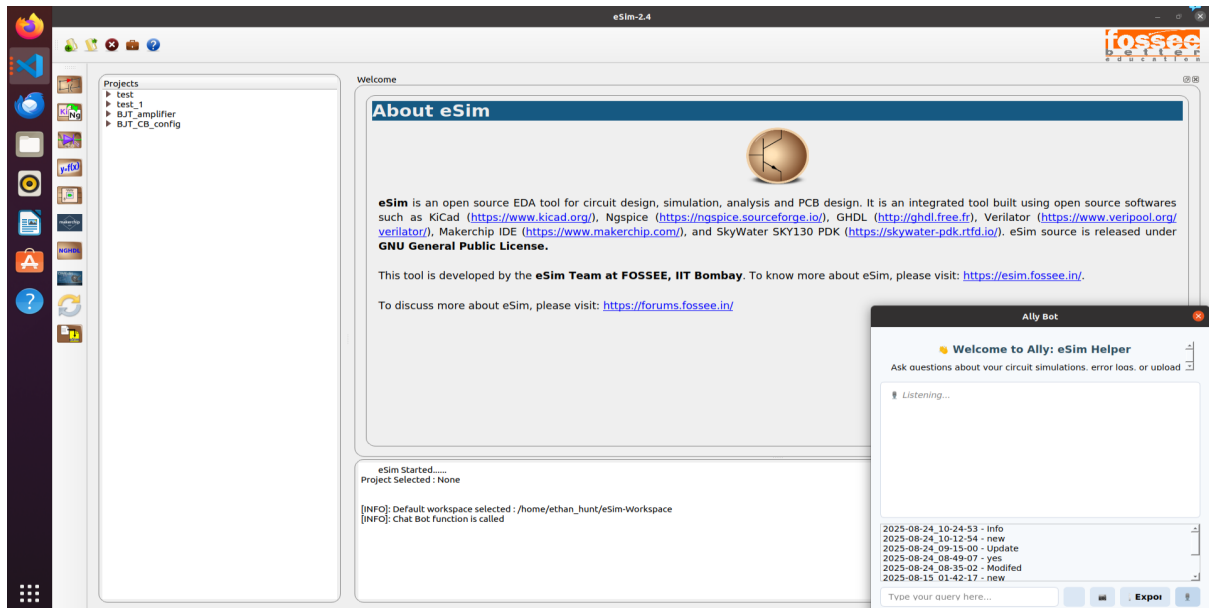 eSim-2.4
fossee
better
education
Projects
test
test_1
BJT_amplifier
BJT_CB_config
Ki
Ng
y=f(x)
makerchip
NGHDL
Welcome
About eSim
eSim is an open source EDA tool for circuit design, simulation, analysis and PCB design. It is an integrated tool built using open source softwares
such as KiCad (https://www.kicad.org/), Ngspice (https://ngspice.sourceforge.io/), GHDL (http://ghdl.free.fr), Verilator (https://www.veripool.org/
verilator/), Makerchip IDE (https://www.makerchip.com/), and SkyWater SKY130 PDK (https://skywater-pdk.rtfd.io/). eSim source is released under
GNU General Public License.
This tool is developed by the eSim Team at FOSSEE, IIT Bombay. To know more about eSim, please visit: https://esim.fossee.in/.
To discuss more about eSim, please visit: https://forums.fossee.in/
eSim Started......
Project Selected : None
[INFO]: Default workspace selected : /home/ethan_hunt/eSim-Workspace
[INFO]: Chat Bot function is called
Ally Bot
👋 Welcome to Ally: eSim Helper
Ask questions about your circuit simulations, error logs, or upload
Listening...
2025-08-24_10-24-53 - Info
2025-08-24_10-12-54 - new
2025-08-24_09-15-00 - Update
2025-08-24_08-49-07 - yes
2025-08-24_08-35-02 - Modifed
2025-08-15_01-42-17 - new
Type your query here...
Expor